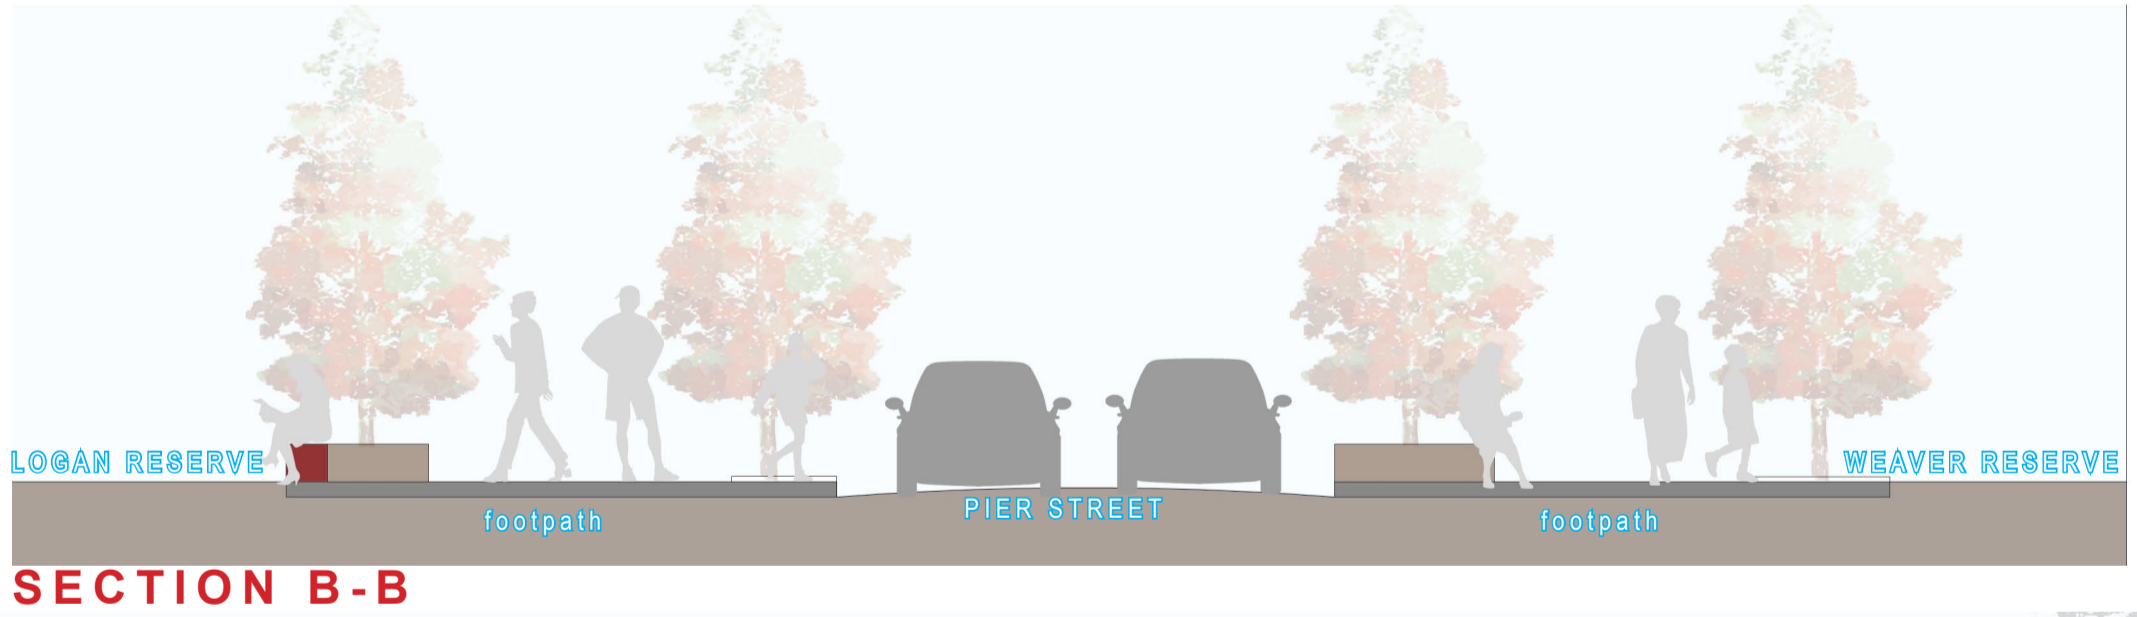 LOGAN RESERVE
WEAVER RESERVE
PIER STREET
footpath
footpath
SECTION B-B